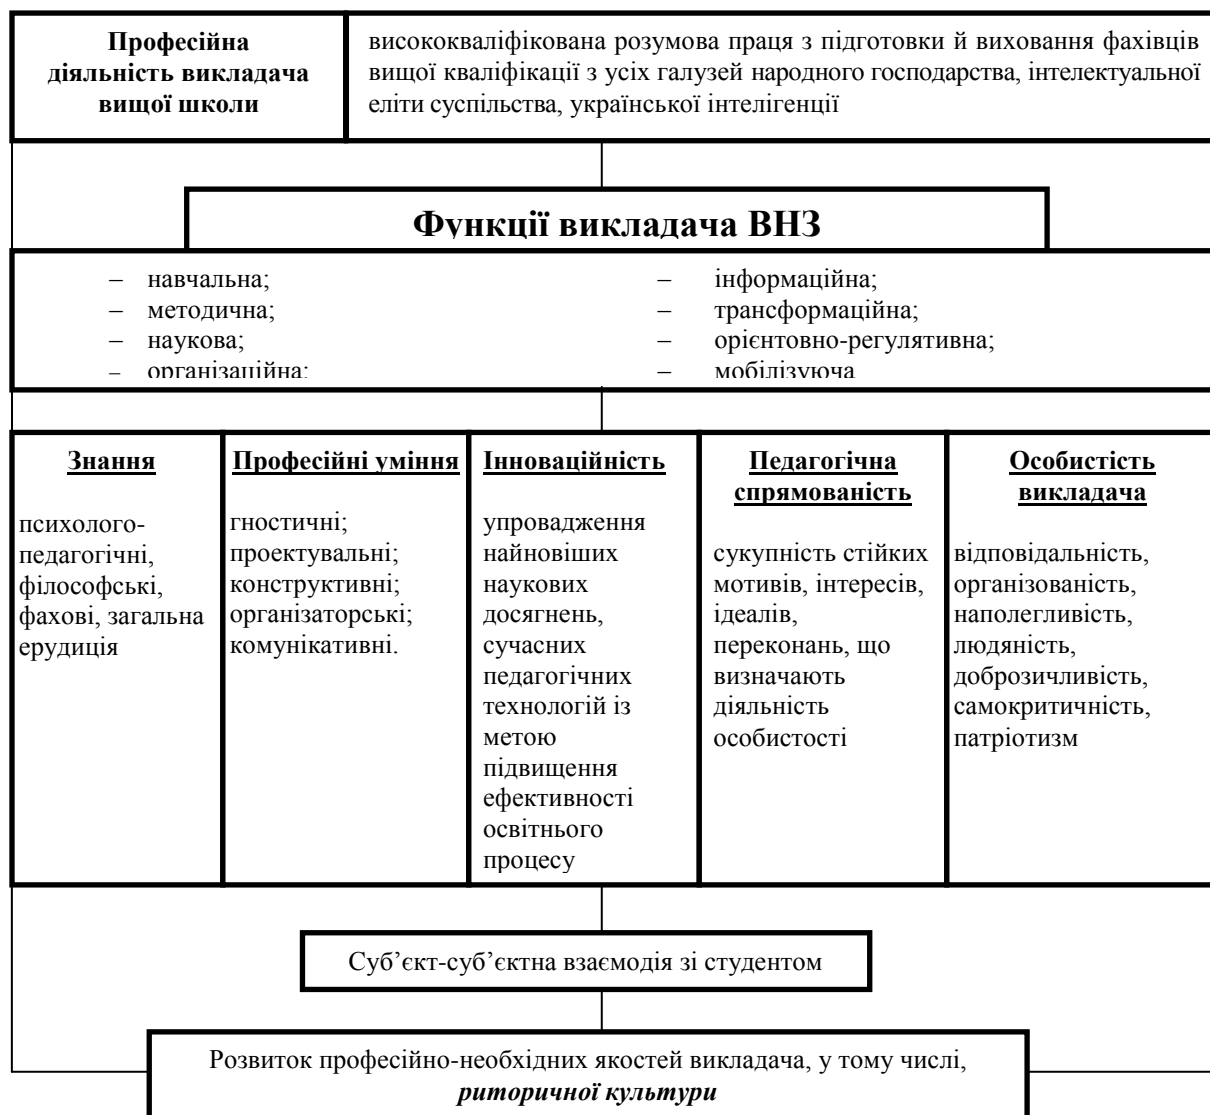 Професійна
діяльність викладача
вищої школи
висококваліфікована розумова праця з підготовки й виховання фахівців
вищої кваліфікації з усіх галузей народного господарства, інтелектуальної
еліти суспільства, української інтелігенції
Функції викладача ВНЗ
– навчальна;
– методична;
– наукова;
– організаційна;
– інформаційна;
– трансформаційна;
– орієнтовно-регулятивна;
– мобілізуюча
Знання
психолого-
педагогічні,
філософські,
фахові, загальна
ерудиція
Професійні уміння
гностичні;
проектувальні;
конструктивні;
організаторські;
комунікативні.
Інноваційність
упровадження
найновіших
наукових
досягнень,
сучасних
педагогічних
технологій із
метою
підвищення
ефективності
освітнього
процесу
Педагогічна
спрямованість
сукупність стійких
мотивів, інтересів,
ідеалів,
переконань, що
визначають
діяльність
особистості
Особистість
викладача
відповідальність,
організованість,
наполегливість,
людяність,
доброзичливість,
самокритичність,
патріотизм
Суб’єкт-суб’єктна взаємодія зі студентом
Розвиток професійно-необхідних якостей викладача, у тому числі,
риторичної культури